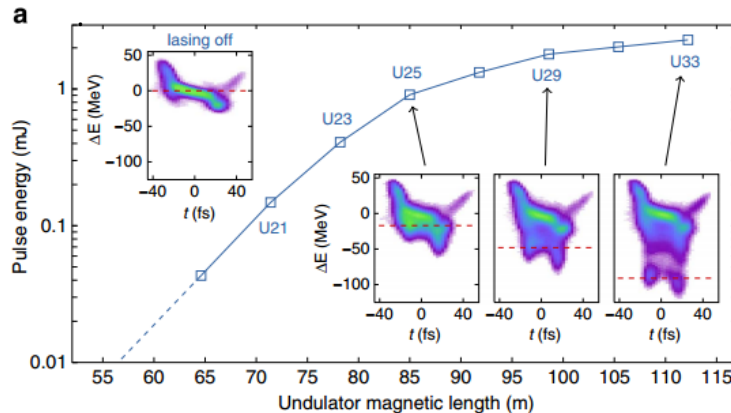 a
lasing off
50
0
−50
−100
ΔE (MeV)
−40 0 40
t (fs)
1
0.1
0.01
Pulse energy (mJ)
U21
U23
U25
U29
U33
50
0
−50
−100
ΔE (MeV)
−40 0 40
t (fs)
−40 0 40
t (fs)
−40 0 40
t (fs)
55 60 65 70 75 80 85 90 95 100 105 110 115
Undulator magnetic length (m)